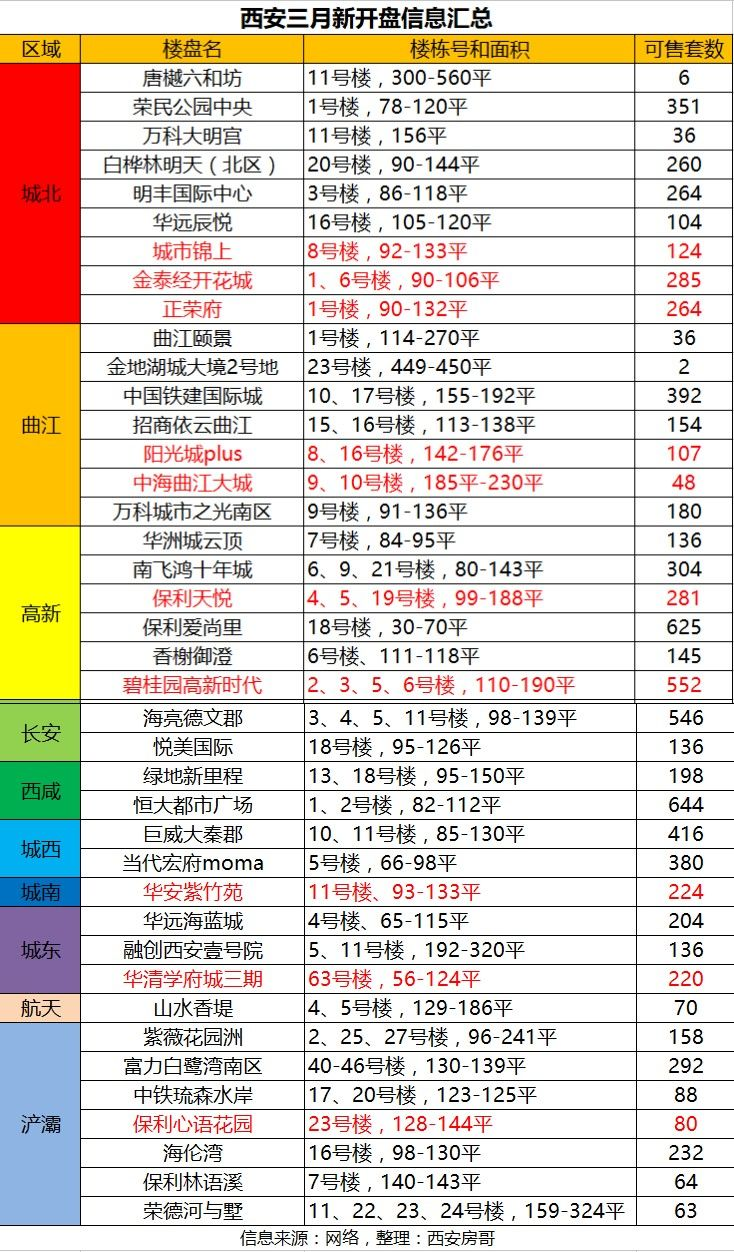 西安三月新开盘信息汇总
区域 楼盘名 楼栋号和面积 可售套数
城北
唐樾六和坊 11号楼，300-560平 6
荣民公园中央 1号楼，78-120平 351
万科大明宫 11号楼，156平 36
白桦林明天（北区） 20号楼，90-144平 260
明丰国际中心 3号楼，86-118平 264
华远辰悦 16号楼，105-120平 104
城市锦上 8号楼，92-133平 124
金泰经开花城 1、6号楼，90-106平 285
正荣府 1号楼，90-132平 264
曲江
曲江颐景 1号楼，114-270平 36
金地湖城大境2号地 23号楼，449-450平 2
中国铁建国际城 10、17号楼，155-192平 392
招商依云曲江 15、16号楼，113-138平 154
阳光城plus 8、16号楼，142-176平 107
中海曲江大城 9、10号楼，185平-230平 48
万科城市之光南区 9号楼，91-136平 180
高新
华洲城云顶 7号楼，84-95平 136
南飞鸿十年城 6、9、21号楼，80-143平 304
保利天悦 4、5、19号楼，99-188平 281
保利爱尚里 18号楼，30-70平 625
香榭御澄 6号楼、111-118平 145
碧桂园高新时代 2、3、5、6号楼，110-190平 552
长安
海亮德文郡 3、4、5、11号楼，98-139平 546
悦美国际 18号楼，95-126平 136
西咸
绿地新里程 13、18号楼，95-150平 198
恒大都市广场 1、2号楼，82-112平 644
城西
巨威大秦郡 10、11号楼，85-130平 416
当代宏府moma 5号楼，66-98平 380
城南
华安紫竹苑 11号楼、93-133平 224
城东
华远海蓝城 4号楼、65-115平 204
融创西安壹号院 5、11号楼，192-320平 136
华清学府城三期 63号楼，56-124平 220
航天
山水香堤 4、5号楼，129-186平 70
浐灞
紫薇花园洲 2、25、27号楼，96-241平 158
富力白鹭湾南区 40-46号楼，130-139平 292
中铁琉森水岸 17、20号楼，123-125平 88
保利心语花园 23号楼，128-144平 80
海伦湾 16号楼，98-130平 232
保利林语溪 7号楼，140-143平 64
荣德河与墅 11、22、23、24号楼，159-324平 63
信息来源：网络，整理：西安房哥